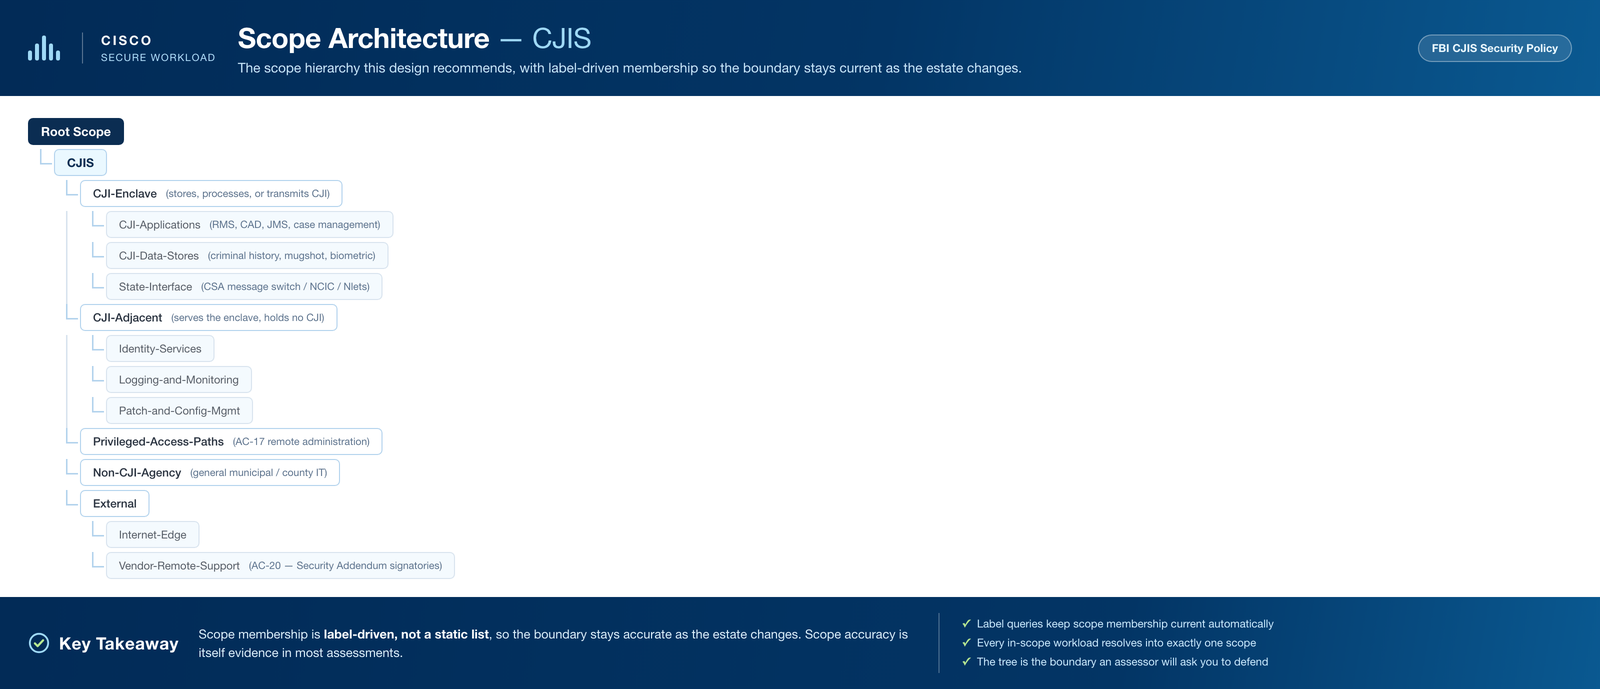 CISCO
SECURE WORKLOAD
Scope Architecture — CJIS
The scope hierarchy this design recommends, with label-driven membership so the boundary stays current as the estate changes.
FBI CJIS Security Policy
Root Scope
CJIS
CJI-Enclave (stores, processes, or transmits CJI)
CJI-Applications (RMS, CAD, JMS, case management)
CJI-Data-Stores (criminal history, mugshot, biometric)
State-Interface (CSA message switch / NCIC / Nlets)
CJI-Adjacent (serves the enclave, holds no CJI)
Identity-Services
Logging-and-Monitoring
Patch-and-Config-Mgmt
Privileged-Access-Paths (AC-17 remote administration)
Non-CJI-Agency (general municipal / county IT)
External
Internet-Edge
Vendor-Remote-Support (AC-20 — Security Addendum signatories)
Key Takeaway
Scope membership is label-driven, not a static list, so the boundary stays accurate as the estate changes. Scope accuracy is
itself evidence in most assessments.
✓ Label queries keep scope membership current automatically
✓ Every in-scope workload resolves into exactly one scope
✓ The tree is the boundary an assessor will ask you to defend